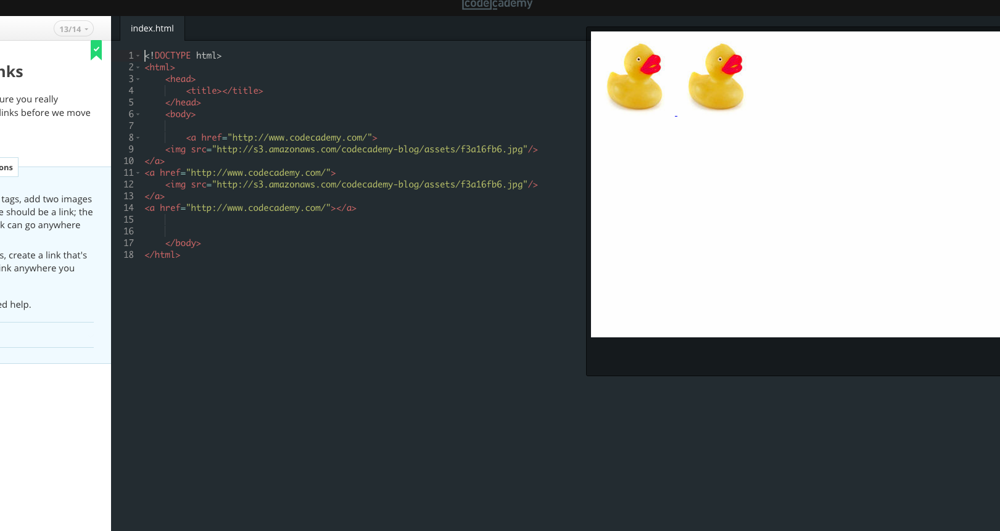 codecademy
13/14
index.html
nks
ure you really
links before we move
ons
tags, add two images
e should be a link; the
k can go anywhere
s, create a link that's
ink anywhere you
ed help.
1 <!DOCTYPE html>
2 <html>
3 <head>
4 <title></title>
5 </head>
6 <body>
7
8 <a href="http://www.codecademy.com/">
9 <img src="http://s3.amazonaws.com/codecademy-blog/assets/f3a16fb6.jpg"/>
10 </a>
11 <a href="http://www.codecademy.com/">
12 <img src="http://s3.amazonaws.com/codecademy-blog/assets/f3a16fb6.jpg"/>
13 </a>
14 <a href="http://www.codecademy.com/"></a>
15
16
17 </body>
18 </html>